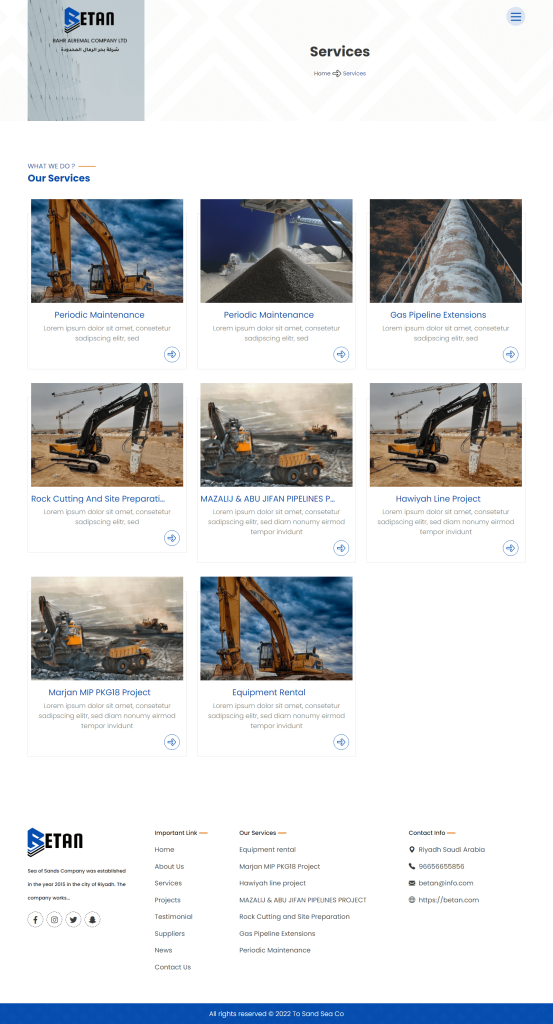 BETAN
BAHR ALREMAL COMPANY LTD
شركة بحر الرمال المحدودة
Services
Home Services
WHAT WE DO ?
Our Services
Periodic Maintenance
Lorem ipsum dolor sit amet, consetetur
sadipscing elitr, sed
Periodic Maintenance
Lorem ipsum dolor sit amet, consetetur
sadipscing elitr, sed
Gas Pipeline Extensions
Lorem ipsum dolor sit amet, consetetur
sadipscing elitr, sed
Rock Cutting And Site Preparati...
Lorem ipsum dolor sit amet, consetetur
sadipscing elitr, sed
MAZALIJ & ABU JIFAN PIPELINES P...
Lorem ipsum dolor sit amet, consetetur
sadipscing elitr, sed diam nonumy eirmod
tempor invidunt
Hawiyah Line Project
Lorem ipsum dolor sit amet, consetetur
sadipscing elitr, sed diam nonumy eirmod
tempor invidunt
Marjan MIP PKG18 Project
Lorem ipsum dolor sit amet, consetetur
sadipscing elitr, sed diam nonumy eirmod
tempor invidunt
Equipment Rental
Lorem ipsum dolor sit amet, consetetur
sadipscing elitr, sed diam nonumy eirmod
tempor invidunt
BETAN
Sea of Sands Company was established
in the year 2015 in the city of Riyadh. The
company works...
Important Link
Home
About Us
Services
Projects
Testimonial
Suppliers
News
Contact Us
Our Services
Equipment rental
Marjan MIP PKG18 Project
Hawiyah line project
MAZALIJ & ABU JIFAN PIPELINES PROJECT
Rock Cutting and Site Preparation
Gas Pipeline Extensions
Periodic Maintenance
Contact Info
Riyadh Saudi Arabia
96656655856
betan@info.com
https://betan.com
All rights reserved © 2022 To Sand Sea Co